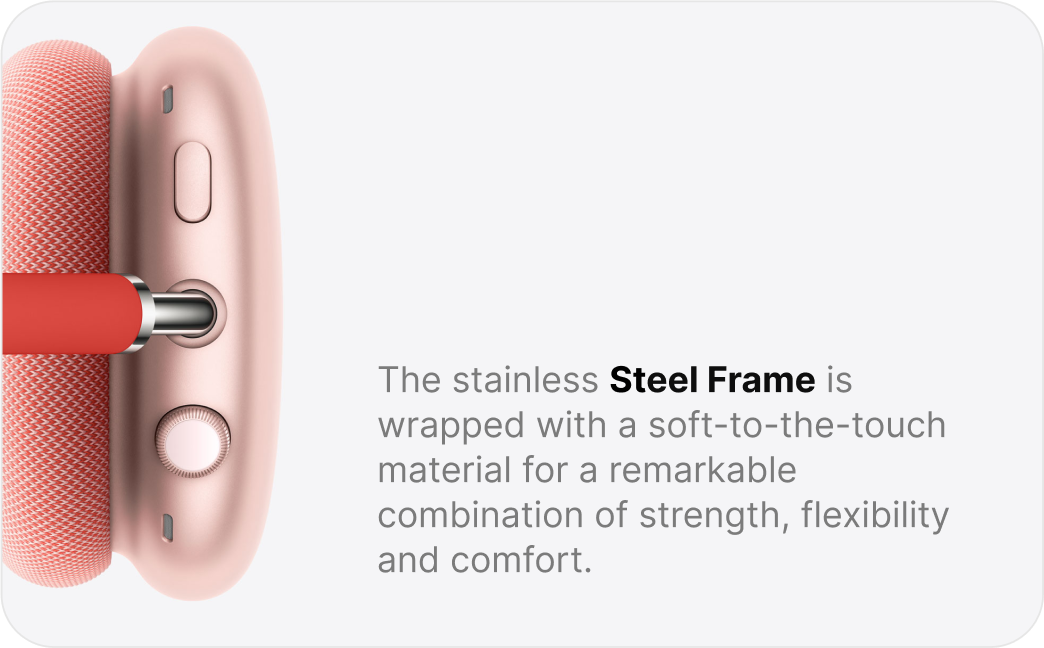 The stainless Steel Frame is
wrapped with a soft-to-the-touch
material for a remarkable
combination of strength, flexibility
and comfort.